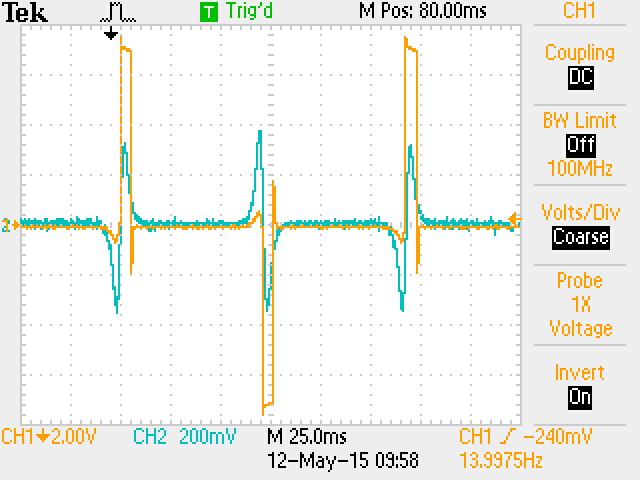 Tek
T Trig'd
M Pos: 80.00ms
CH1
Coupling
DC
BW Limit
Off
100MHz
Volts/Div
Coarse
Probe
1X
Voltage
Invert
On
2
CH1 2.00V
CH2 200mV
M 25.0ms
CH1 -240mV
12-May-15 09:58
13.9975Hz